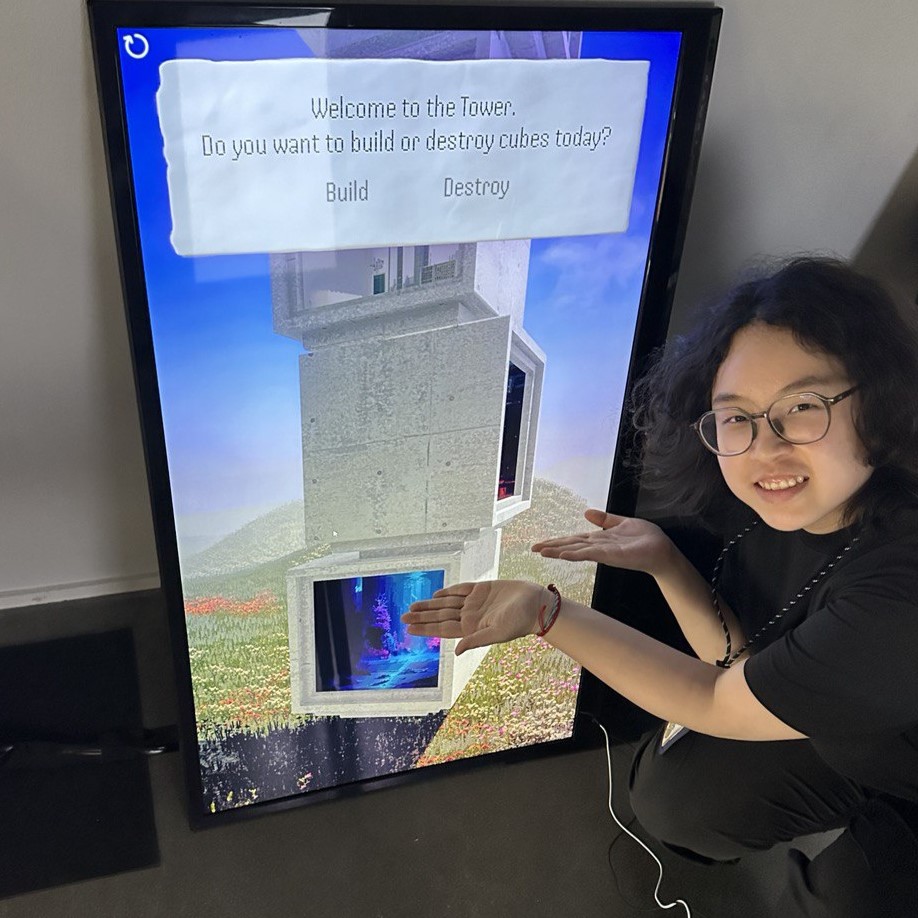 Welcome to the Tower.
Do you want to build or destroy cubes today?
Build Destroy